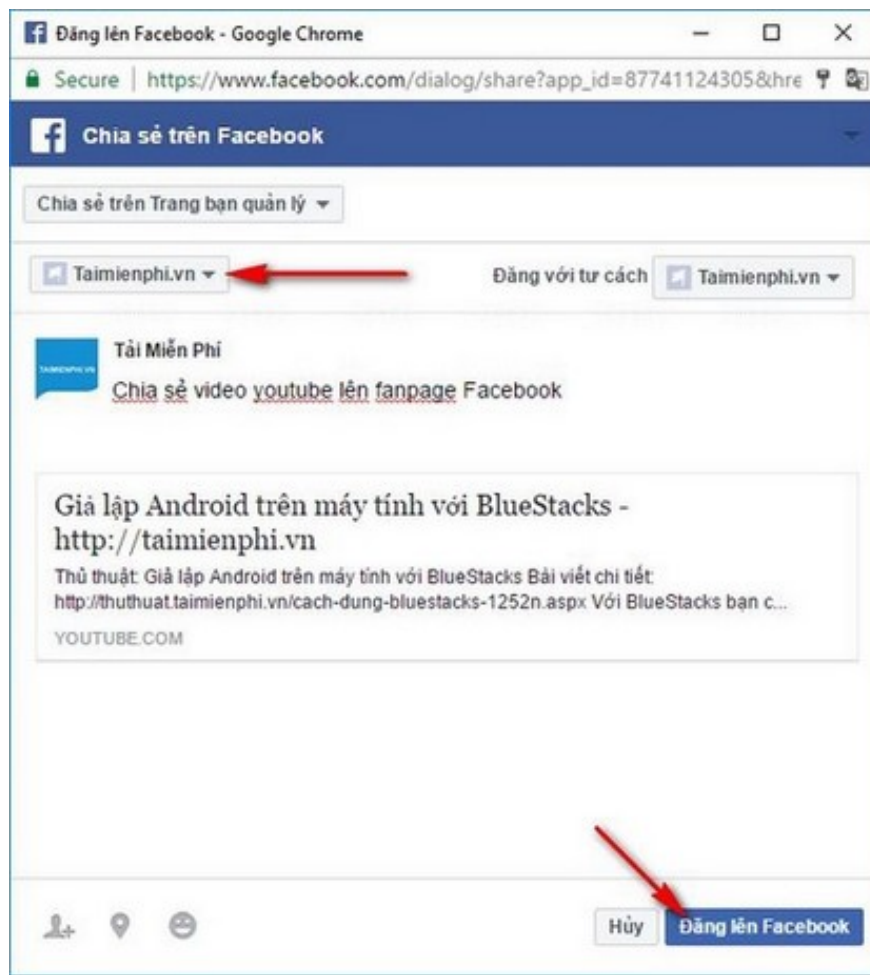 Đăng lên Facebook - Google Chrome
Secure | https://www.facebook.com/dialog/share?app_id=87741124305&hre
Chia sẻ trên Facebook
Chia sẻ trên Trang bạn quản lý
Taimienphi.vn
Đăng với tư cách Taimienphi.vn
TAIMIENPHI.VN
Tải Miễn Phí
Chia sẻ video youtube lên fanpage Facebook
Giả lập Android trên máy tính với BlueStacks -
http://taimienphi.vn
Thủ thuật: Giả lập Android trên máy tính với BlueStacks Bài viết chi tiết:
http://thuthuat.taimienphi.vn/cach-dung-bluestacks-1252n.aspx Với BlueStacks bạn c...
YOUTUBE.COM
Hủy
Đăng lên Facebook